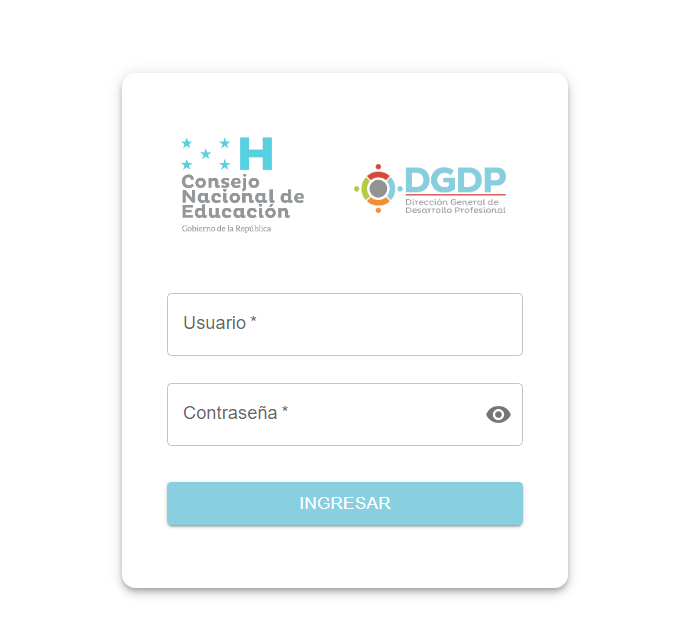 H
Consejo
Nacional de
Educación
Gobierno de la República
DGDP
Dirección General de
Desarrollo Profesional
Usuario *
Contraseña *
INGRESAR